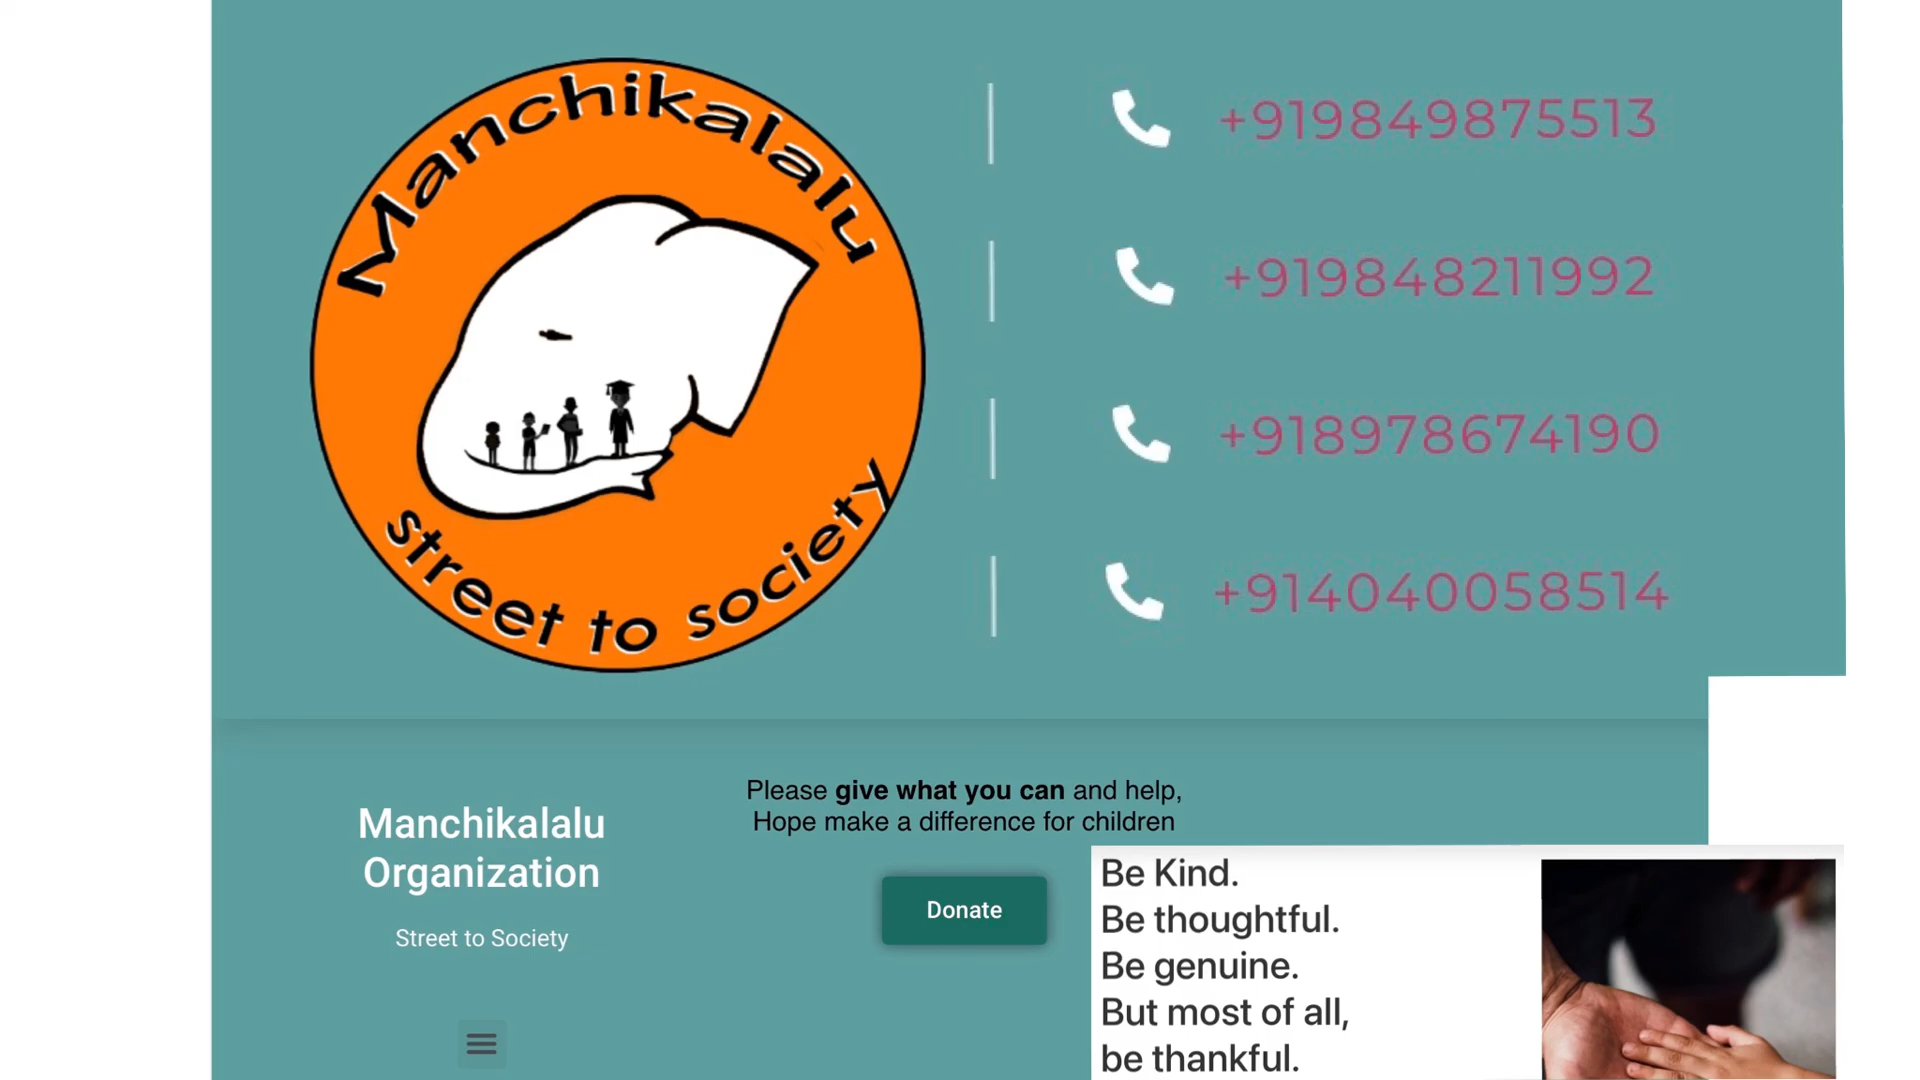 Manchikalalu
street to society
+919849875513
+919848211992
+918978674190
+914040058514
Manchikalalu
Organization
Street to Society
Please give what you can and help,
Hope make a difference for children
Donate
Be Kind.
Be thoughtful.
Be genuine.
But most of all,
be thankful.